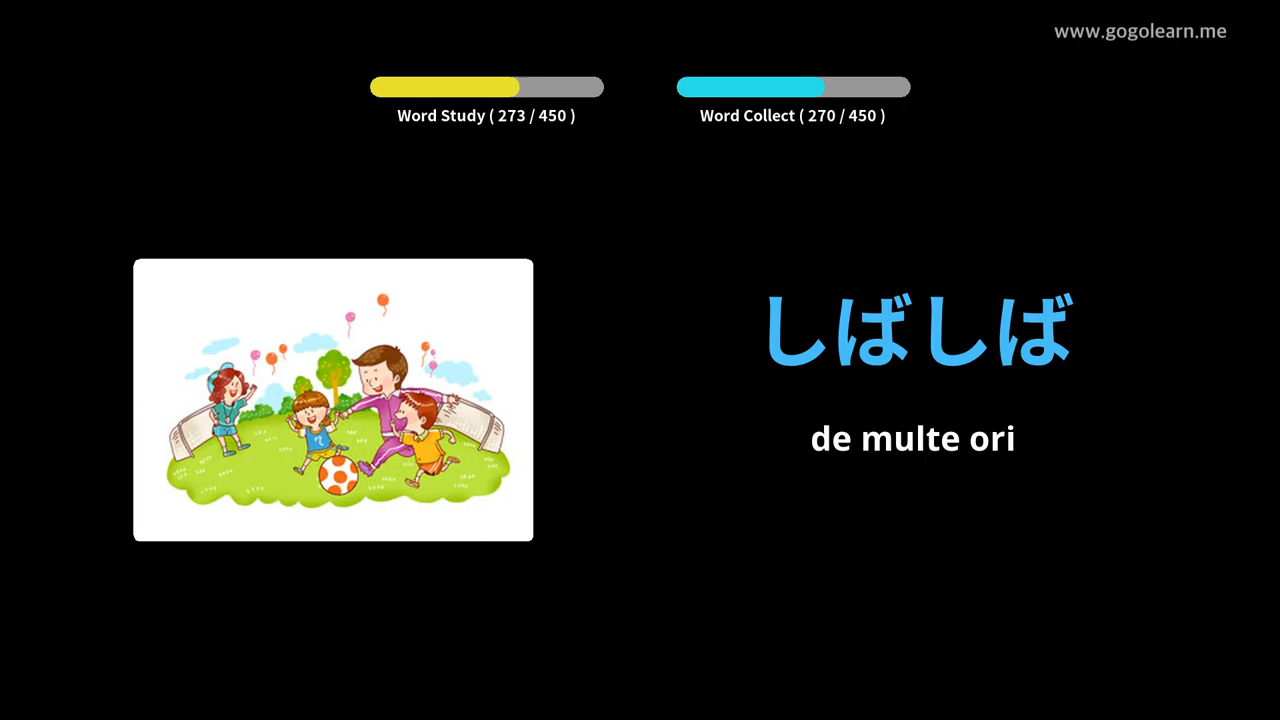 www.gogolearn.me
Word Study ( 273 / 450 )
Word Collect ( 270 / 450 )
しばしば
de multe ori